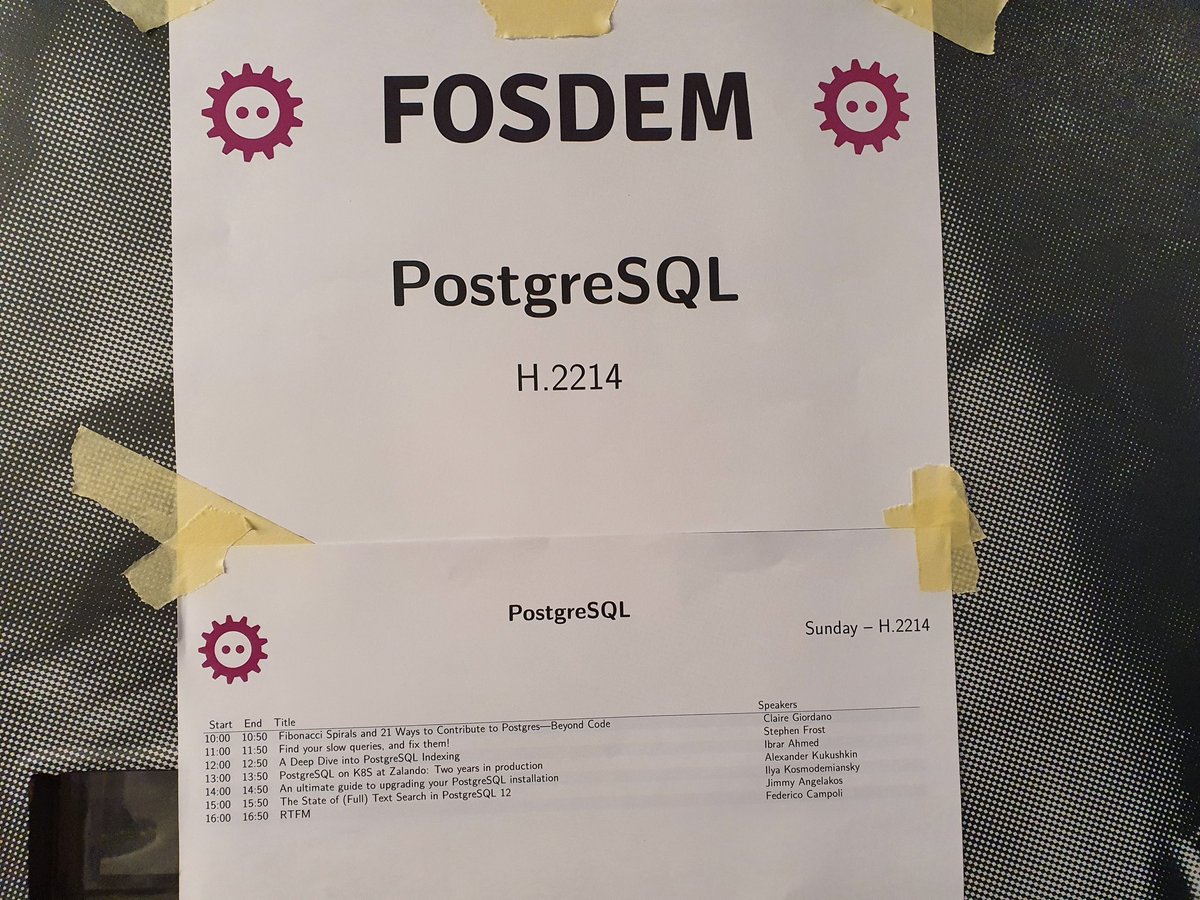 FOSDEM
PostgreSQL
H.2214
PostgreSQL
Sunday – H.2214
Start End Title Speakers
10:00 10:50 Fibonacci Spirals and 21 Ways to Contribute to Postgres—Beyond Code Claire Giordano
11:00 11:50 Find your slow queries, and fix them! Stephen Frost
12:00 12:50 A Deep Dive into PostgreSQL Indexing Ibrar Ahmed
13:00 13:50 PostgreSQL on K8S at Zalando: Two years in production Alexander Kukushkin
14:00 14:50 An ultimate guide to upgrading your PostgreSQL installation Ilya Kosmodemiansky
15:00 15:50 The State of (Full) Text Search in PostgreSQL 12 Jimmy Angelakos
16:00 16:50 RTFM Federico Campoli